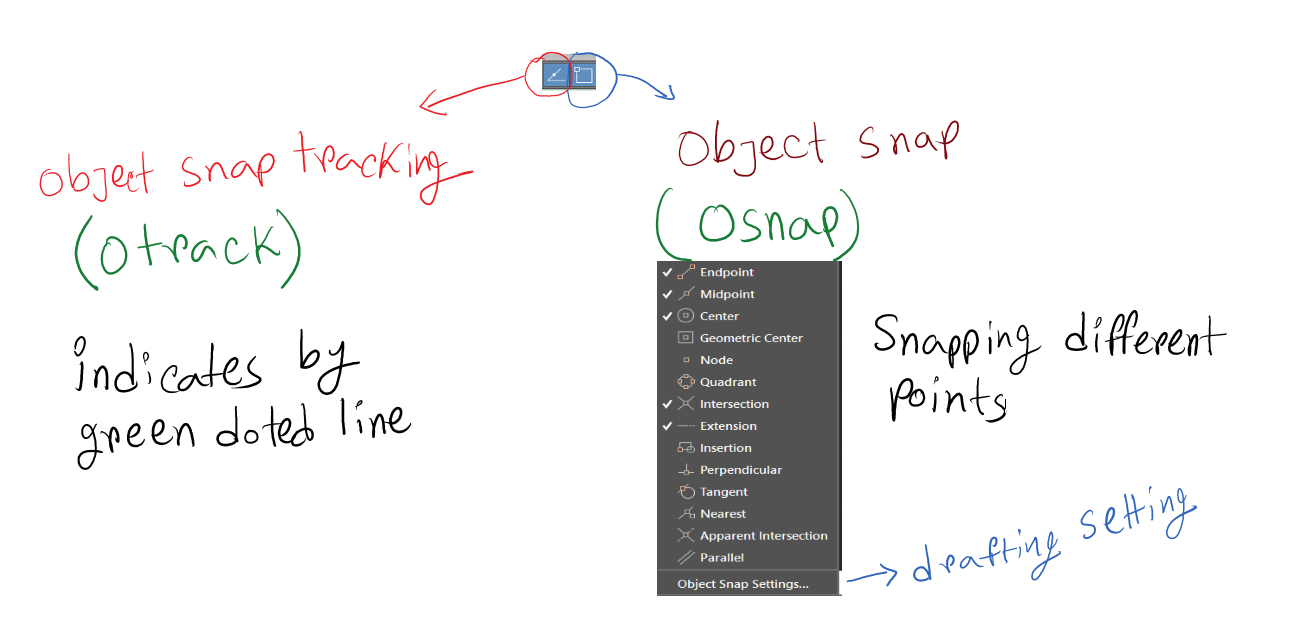 object snap tracking
(otrack)
indicates by
green doted line
Object snap
(Osnap)
Endpoint
Midpoint
Center
Geometric Center
Node
Quadrant
Intersection
Extension
Insertion
Perpendicular
Tangent
Nearest
Apparent Intersection
Parallel
Object Snap Settings...
Snapping different
points
drafting setting